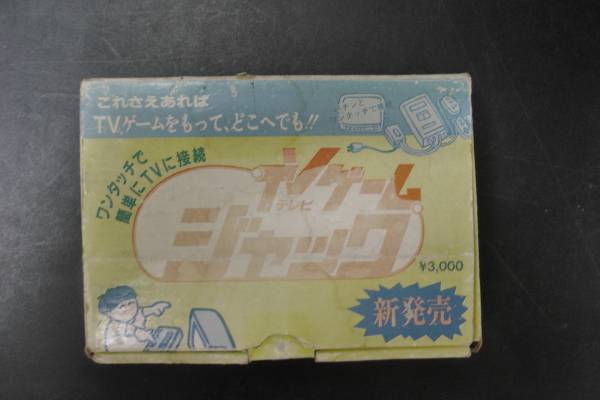 これさえあれば
TVゲームをもって、どこへでも!!
ワンタッチで
簡単にTVに接続
TVゲーム
テレビ
ジャック
¥3,000
新発売